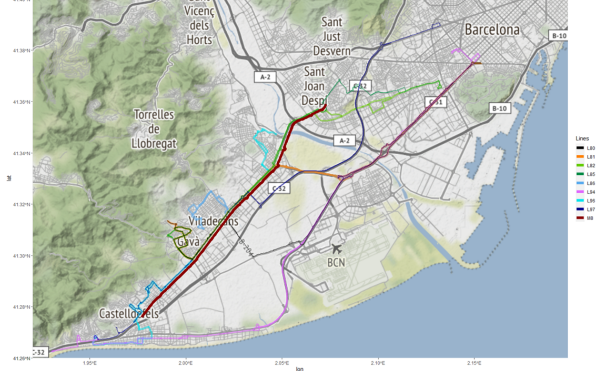 Vicenç
dels
Horts
Sant
Just
Desvern
Barcelona
B-10
A-2
Sant
Joan
Despí
C-32
C-31
B-10
Torrelles
de
Llobregat
A-2
C-32
Viladecans
Gavà
B-204
BCN
Castelldefels
C-32
lat
lon
41.36°N
41.34°N
41.32°N
41.30°N
41.28°N
41.26°N
1.95°E
2.00°E
2.05°E
2.10°E
2.15°E
Lines
L80
L81
L82
L85
L86
L94
L96
L97
M8